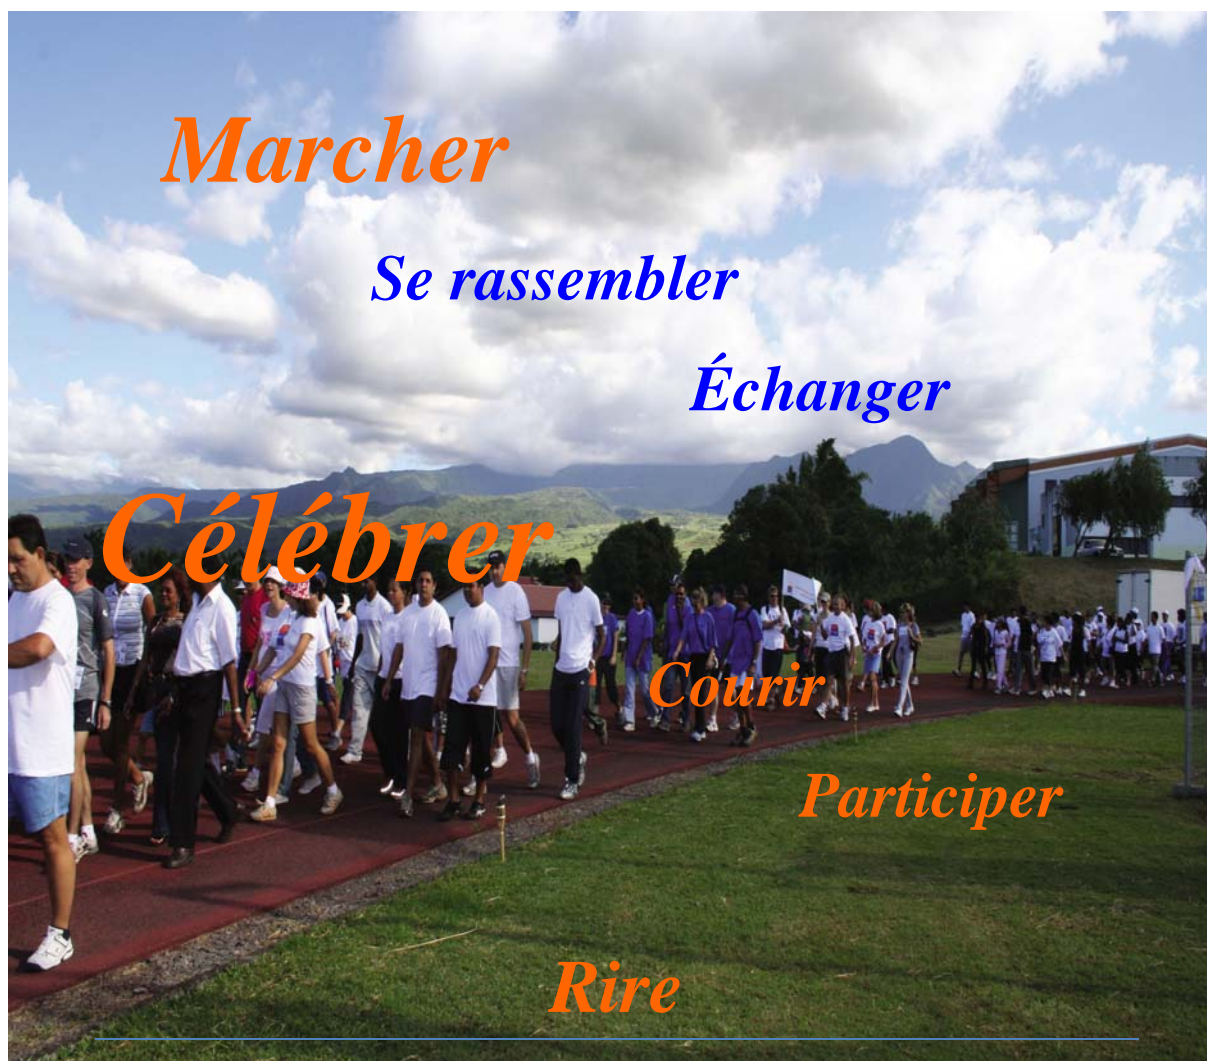 Marcher
Se rassembler
Échanger
Célébrer
Courir
Participer
Rire